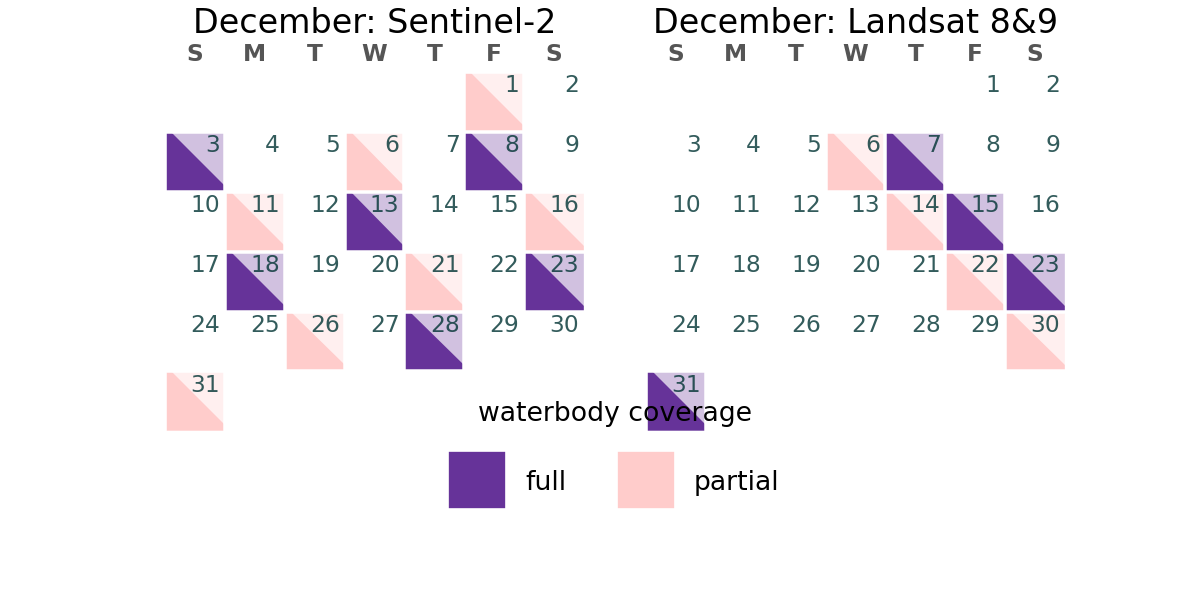 December: Sentinel-2
S M T W T F S
1 2
3 4 5 6 7 8 9
10 11 12 13 14 15 16
17 18 19 20 21 22 23
24 25 26 27 28 29 30
31
December: Landsat 8&9
S M T W T F S
1 2
3 4 5 6 7 8 9
10 11 12 13 14 15 16
17 18 19 20 21 22 23
24 25 26 27 28 29 30
31
waterbody coverage
full partial